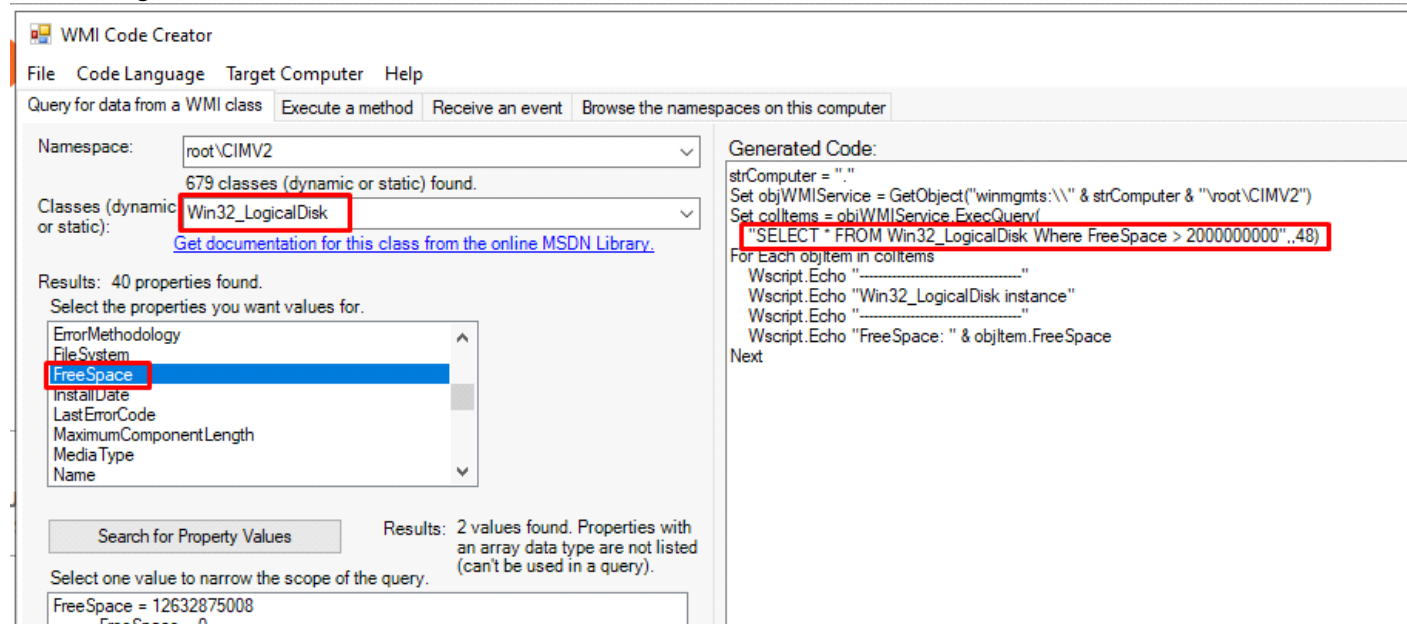 WMI Code Creator
File Code Language Target Computer Help
Query for data from a WMI class Execute a method Receive an event Browse the namespaces on this computer
Namespace: root\CIMV2
679 classes (dynamic or static) found.
Classes (dynamic
or static): Win32_LogicalDisk
Get documentation for this class from the online MSDN Library.
Results: 40 properties found.
Select the properties you want values for.
ErrorMethodology
FileSystem
FreeSpace
InstallDate
LastErrorCode
MaximumComponentLength
MediaType
Name
Search for Property Values
Results: 2 values found. Properties with
an array data type are not listed
(can't be used in a query).
Select one value to narrow the scope of the query.
FreeSpace = 12632875008
Generated Code:
strComputer = "."
Set objWMIService = GetObject("winmgmts:\\" & strComputer & "\root\CIMV2")
Set colItems = objWMIService.ExecQuery(
"SELECT * FROM Win32_LogicalDisk Where FreeSpace > 2000000000",,48)
For Each objItem in colItems
Wscript.Echo "-----------------------------------"
Wscript.Echo "Win32_LogicalDisk instance"
Wscript.Echo "-----------------------------------"
Wscript.Echo "FreeSpace: " & objItem.FreeSpace
Next